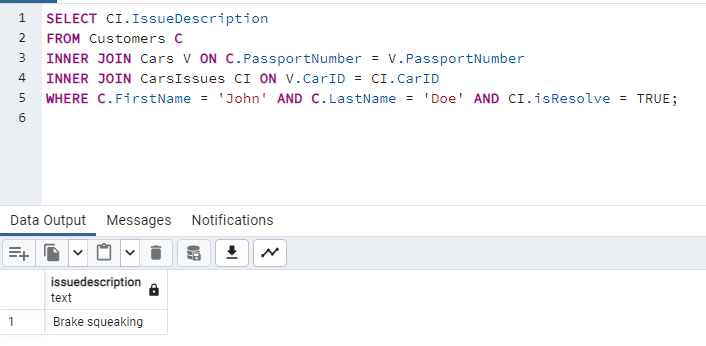 1 SELECT CI.IssueDescription
2 FROM Customers C
3 INNER JOIN Cars V ON C.PassportNumber = V.PassportNumber
4 INNER JOIN CarsIssues CI ON V.CarID = CI.CarID
5 WHERE C.FirstName = 'John' AND C.LastName = 'Doe' AND CI.isResolve = TRUE;
6
Data Output Messages Notifications
issuedescription
text
1 Brake squeaking